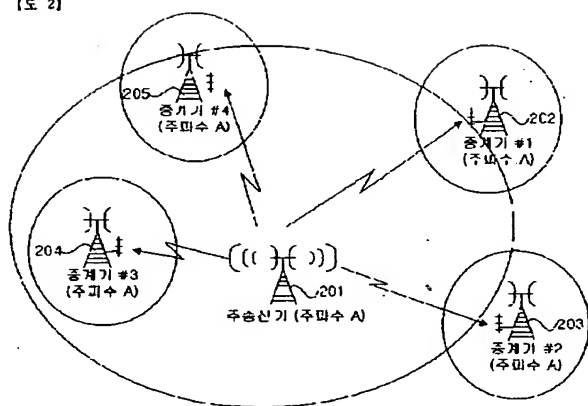 [도 2]
205
중계기 #4
(주파수 A)
202
중계기 #1
(주파수 A)
204
중계기 #3
(주파수 A)
201
주송신기 (주파수 A)
203
중계기 #2
(주파수 A)